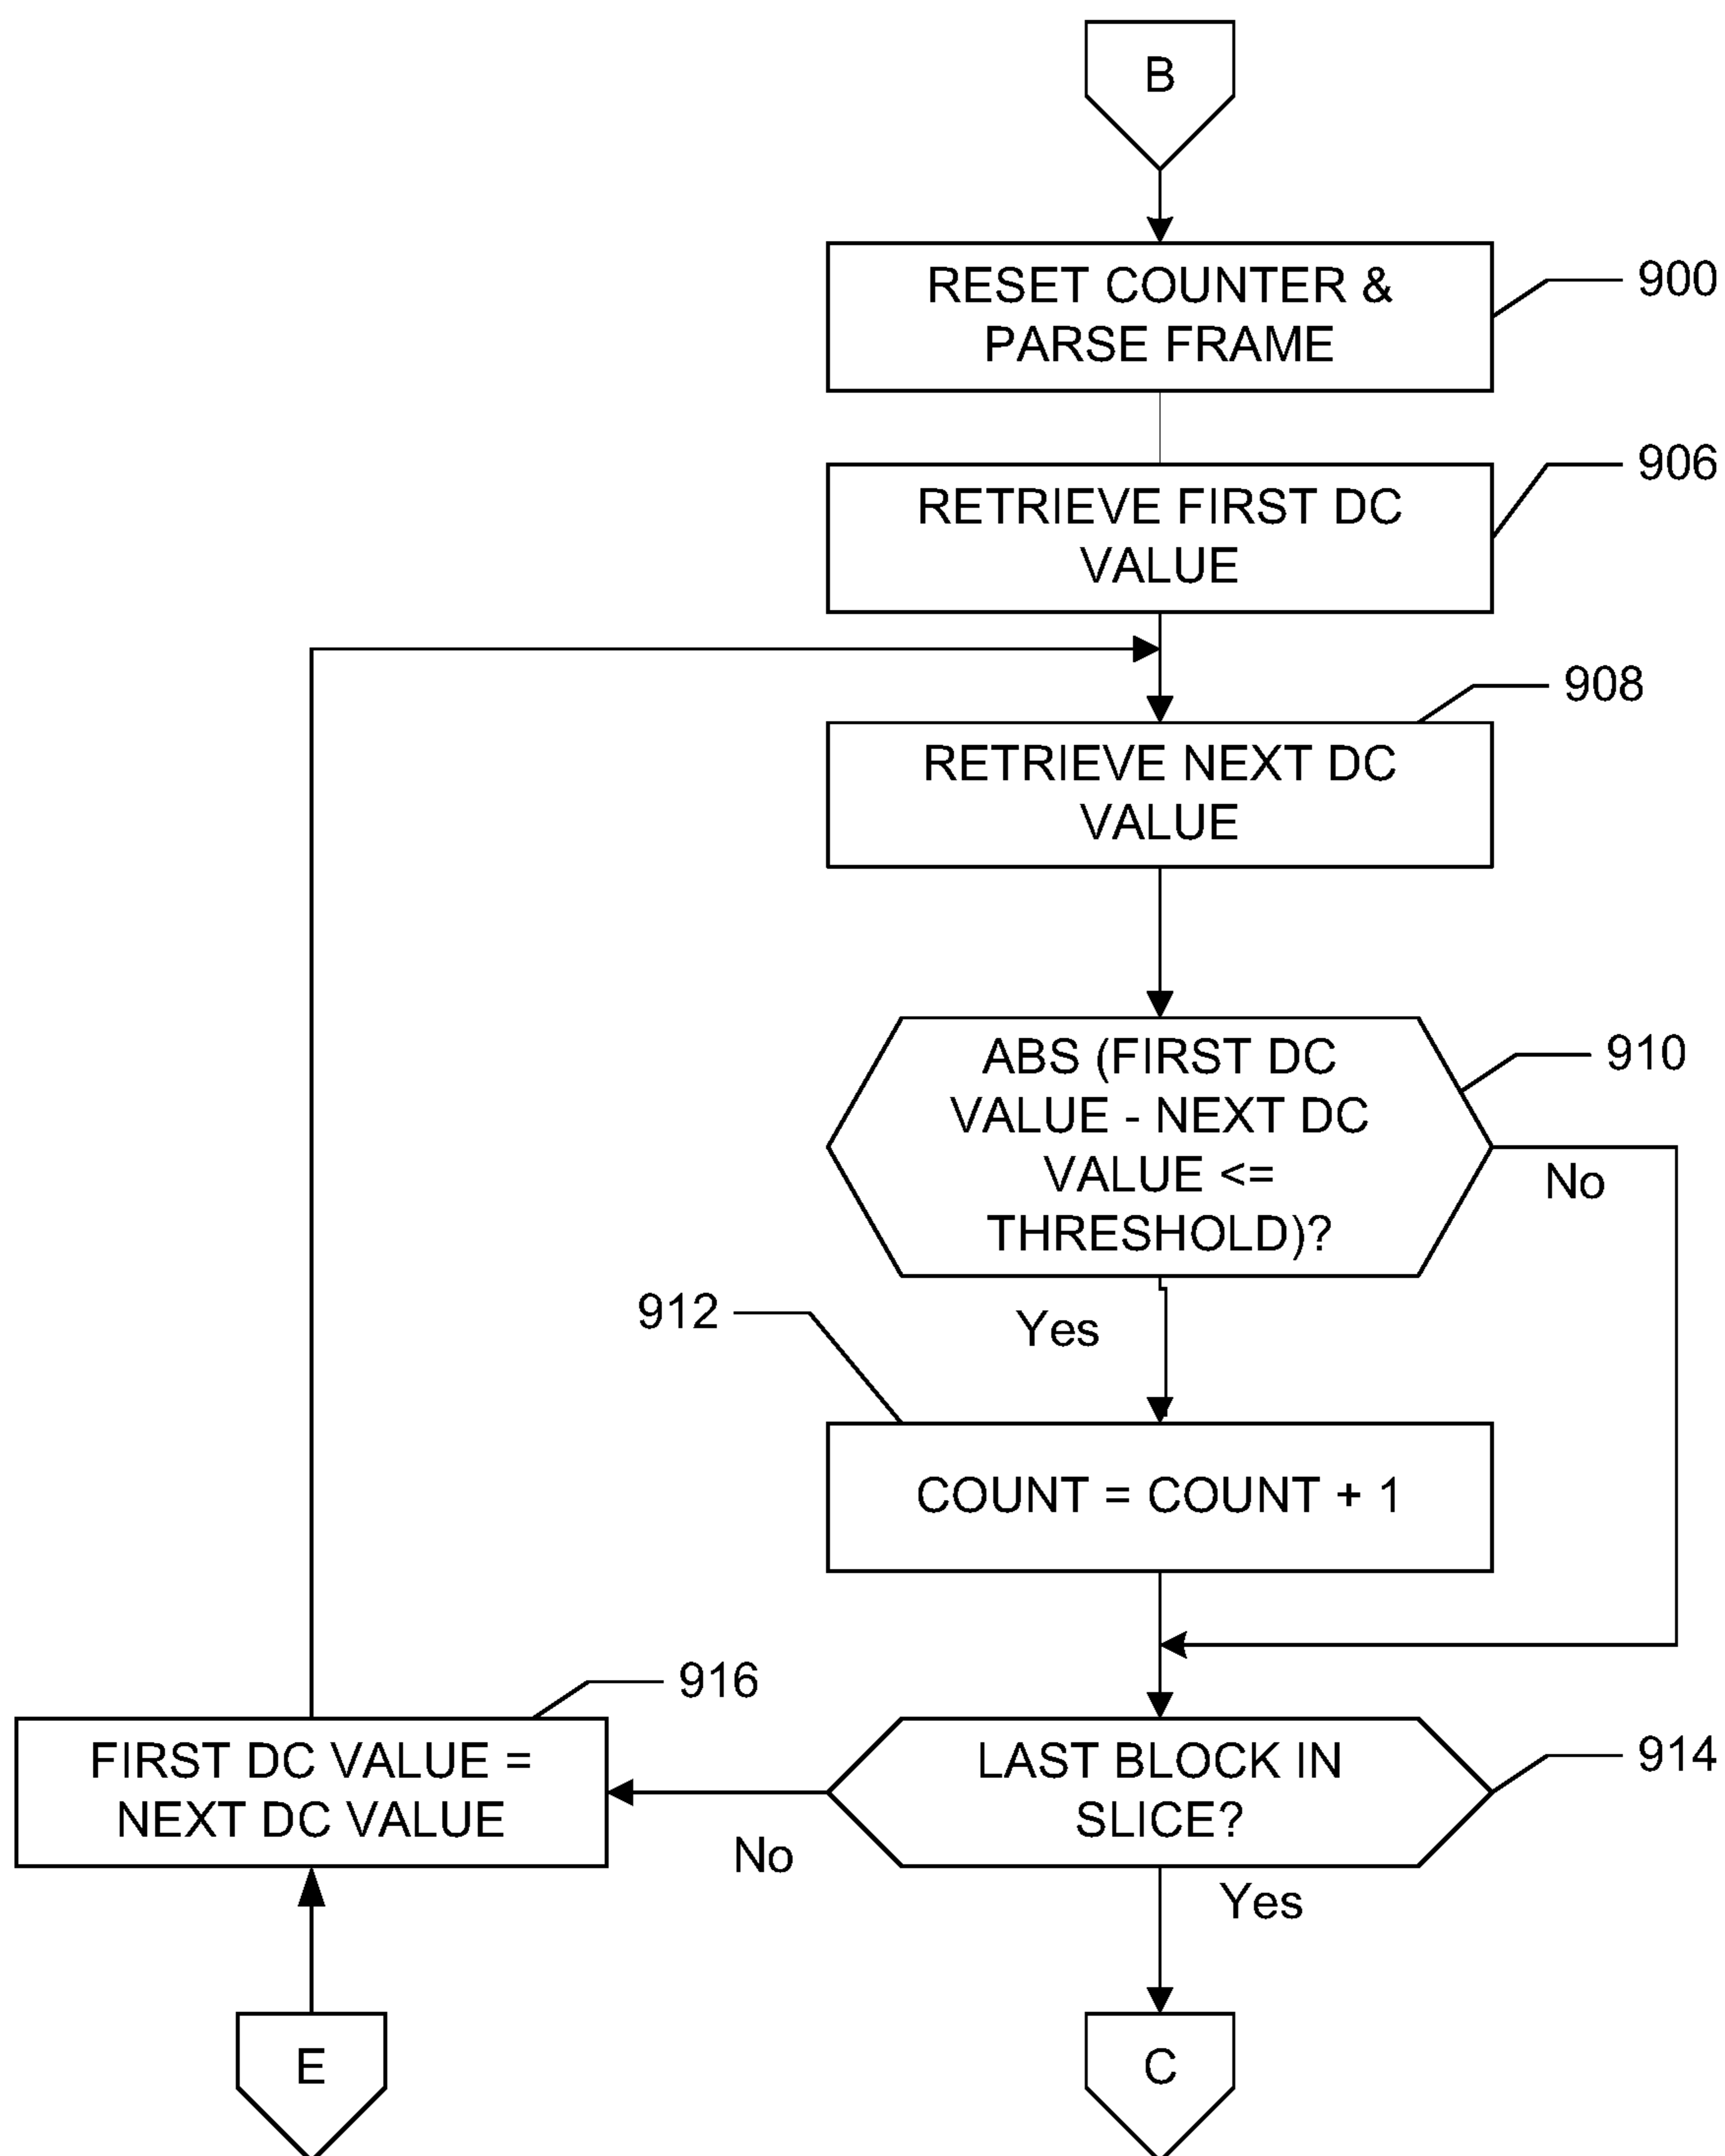 B
RESET COUNTER &
PARSE FRAME
900
RETRIEVE FIRST DC
VALUE
906
RETRIEVE NEXT DC
VALUE
908
ABS (FIRST DC
VALUE - NEXT DC
VALUE <=
THRESHOLD)?
910
No
Yes
912
COUNT = COUNT + 1
916
FIRST DC VALUE =
NEXT DC VALUE
LAST BLOCK IN
SLICE?
914
No
Yes
E
C